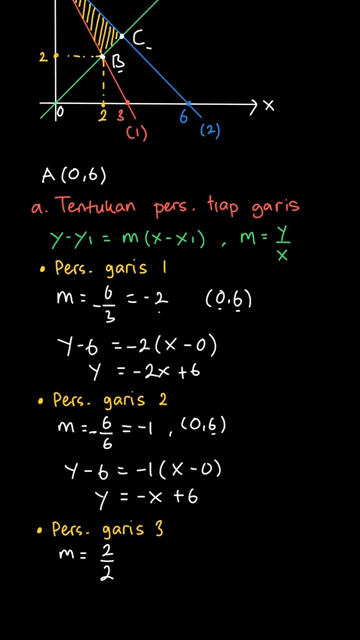 C
2
B
0
2
3
6
X
(1)
(2)
A (0,6)
a. Tentukan pers. tiap garis
y-y₁ = m(x-x₁) , m = y/x
• Pers. garis 1
m = -6/3 = -2 (0,6)
y-6 = -2(x-0)
y = -2x+6
• Pers. garis 2
m = -6/6 = -1 , (0,6)
y-6 = -1(x-0)
y = -x+6
• Pers. garis 3
m = 2/2